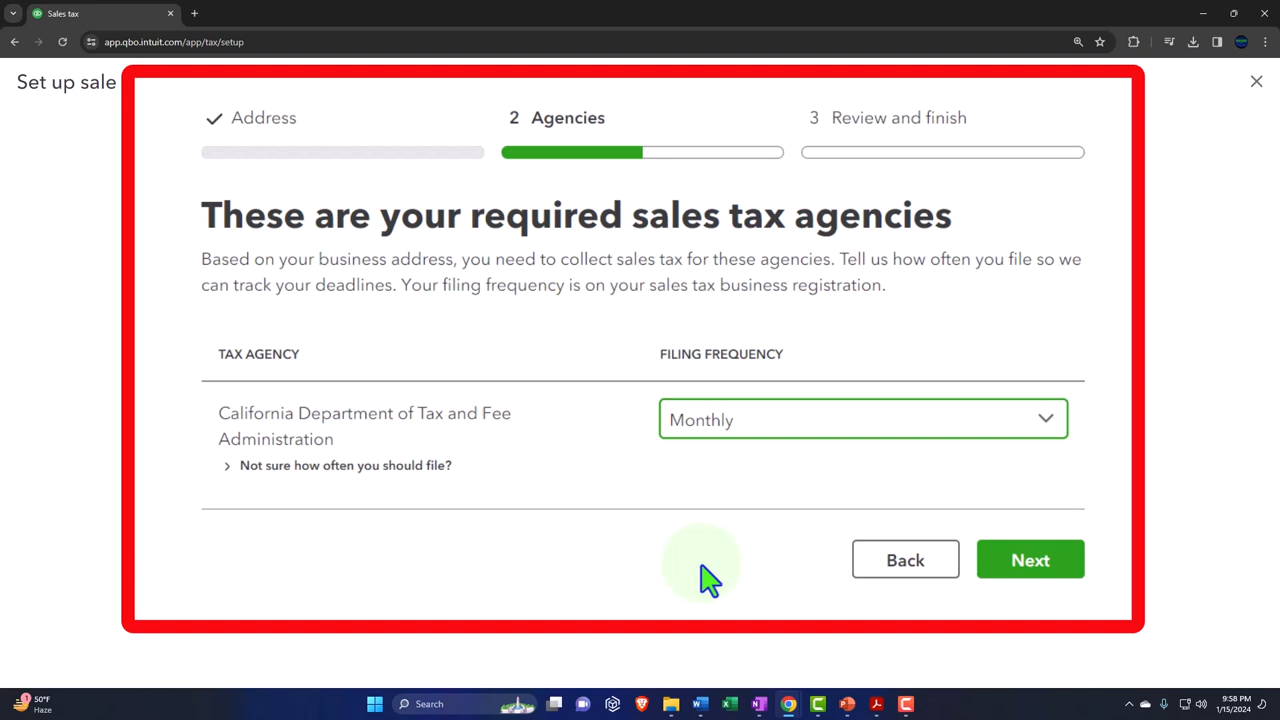 Sales tax
app.qbo.intuit.com/app/tax/setup
Set up sale
Address
2 Agencies
3 Review and finish
These are your required sales tax agencies
Based on your business address, you need to collect sales tax for these agencies. Tell us how often you file so we
can track your deadlines. Your filing frequency is on your sales tax business registration.
TAX AGENCY
FILING FREQUENCY
California Department of Tax and Fee
Administration
Monthly
Not sure how often you should file?
Back
Next
1
50°F
Haze
Search
9:58 PM
1/15/2024